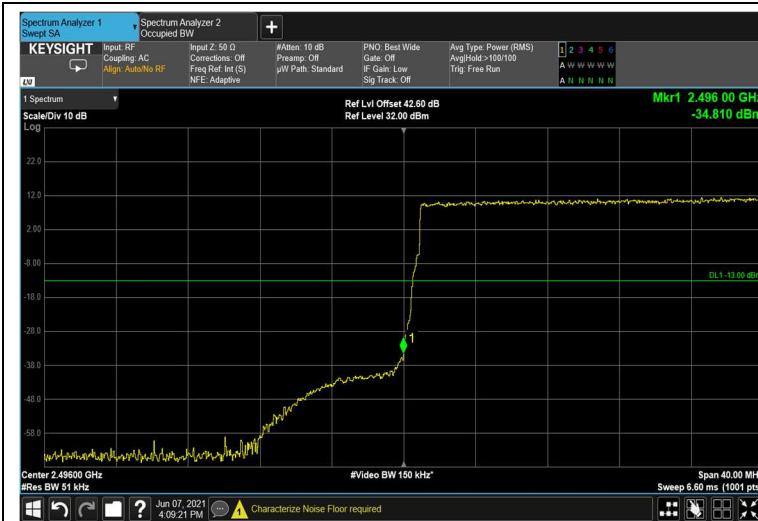 Spectrum Analyzer 1
Swept SA
Spectrum Analyzer 2
Occupied BW
KEYSIGHT
Input: RF
Coupling: AC
Align: Auto/No RF
Input Z: 50 Ω
Corrections: Off
Freq Ref: Int (S)
NFE: Adaptive
#Atten: 10 dB
Preamp: Off
µW Path: Standard
PNO: Best Wide
Gate: Off
IF Gain: Low
Sig Track: Off
Avg Type: Power (RMS)
Avg|Hold:>100/100
Trig: Free Run
1 2 3 4 5 6
A W W W W W
A N N N N N
LXI
1 Spectrum
Scale/Div 10 dB
Log
Ref Lvl Offset 42.60 dB
Ref Level 32.00 dBm
Mkr1 2.496 00 GHz
-34.810 dBm
22.0
12.0
2.00
-8.00
-18.0
-28.0
-38.0
-48.0
-58.0
DL1 -13.00 dBm
1
Center 2.49600 GHz
#Res BW 51 kHz
#Video BW 150 kHz*
Span 40.00 MH
Sweep 6.60 ms (1001 pts
Jun 07, 2021
4:09:21 PM
Characterize Noise Floor required